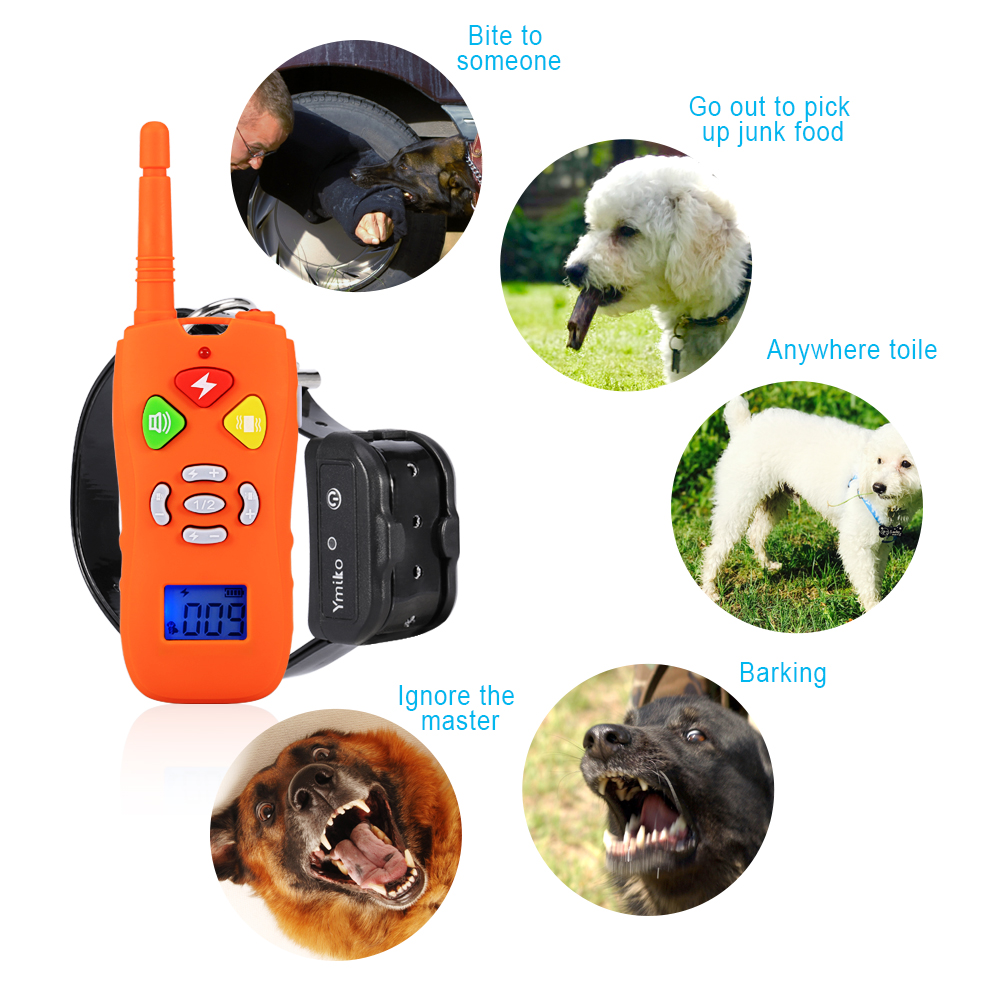 Bite to
someone
Go out to pick
up junk food
Anywhere toile
1/2
009
Ymiko
Barking
Ignore the
master